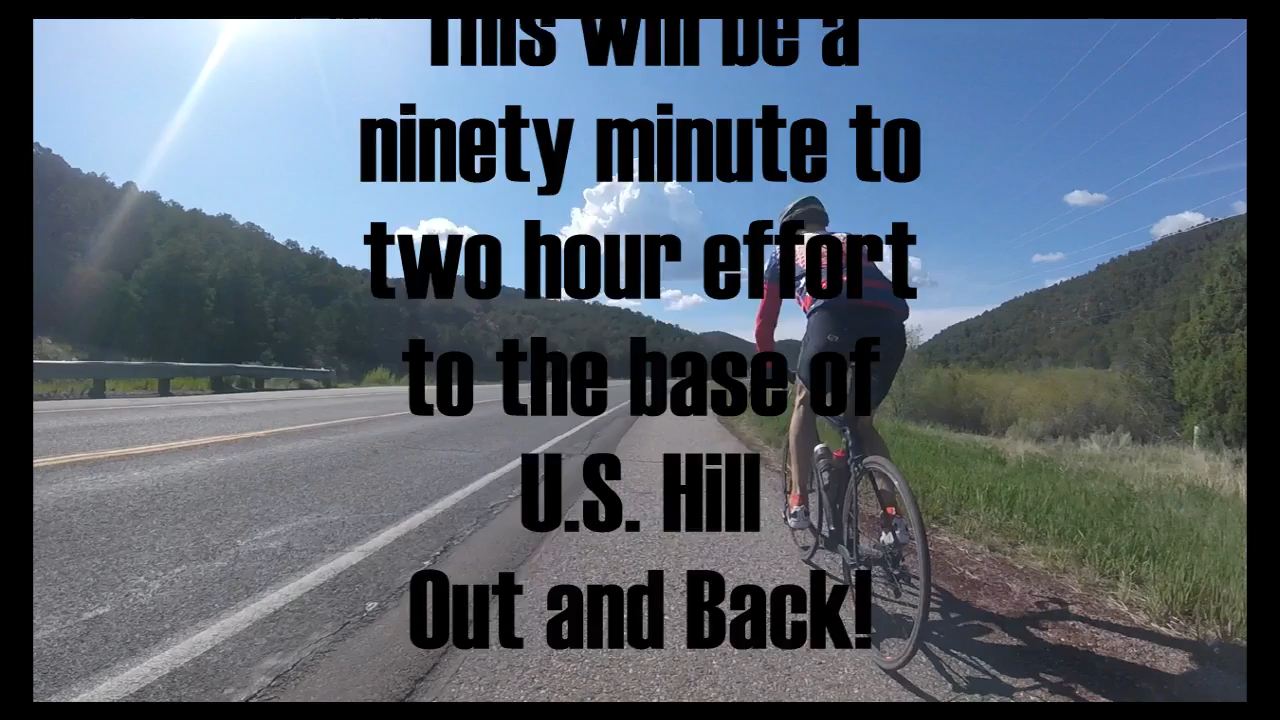 This will be a
ninety minute to
two hour effort
to the base of
U.S. Hill
Out and Back!